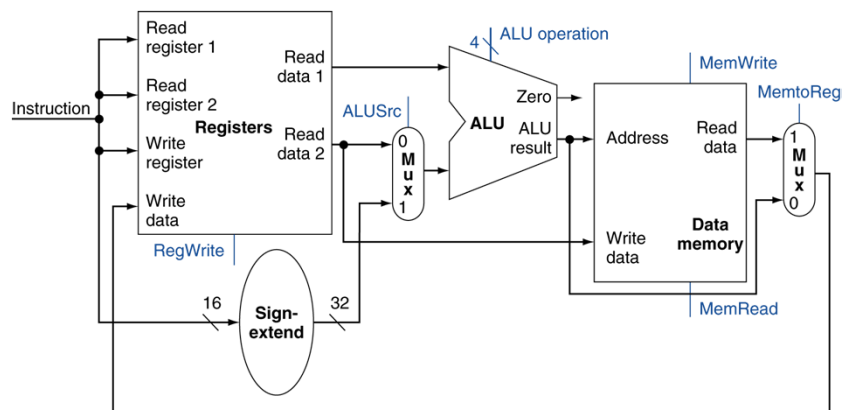 Instruction
Read
register 1
Read
register 2
Write
register
Write
data
Registers
Read
data 1
Read
data 2
RegWrite
16
Sign-
extend
32
ALUSrc
0
Mux
1
4
ALU operation
ALU
Zero
ALU
result
MemWrite
Address
Read
data
Write
data
Data
memory
MemRead
MemtoReg
1
Mux
0